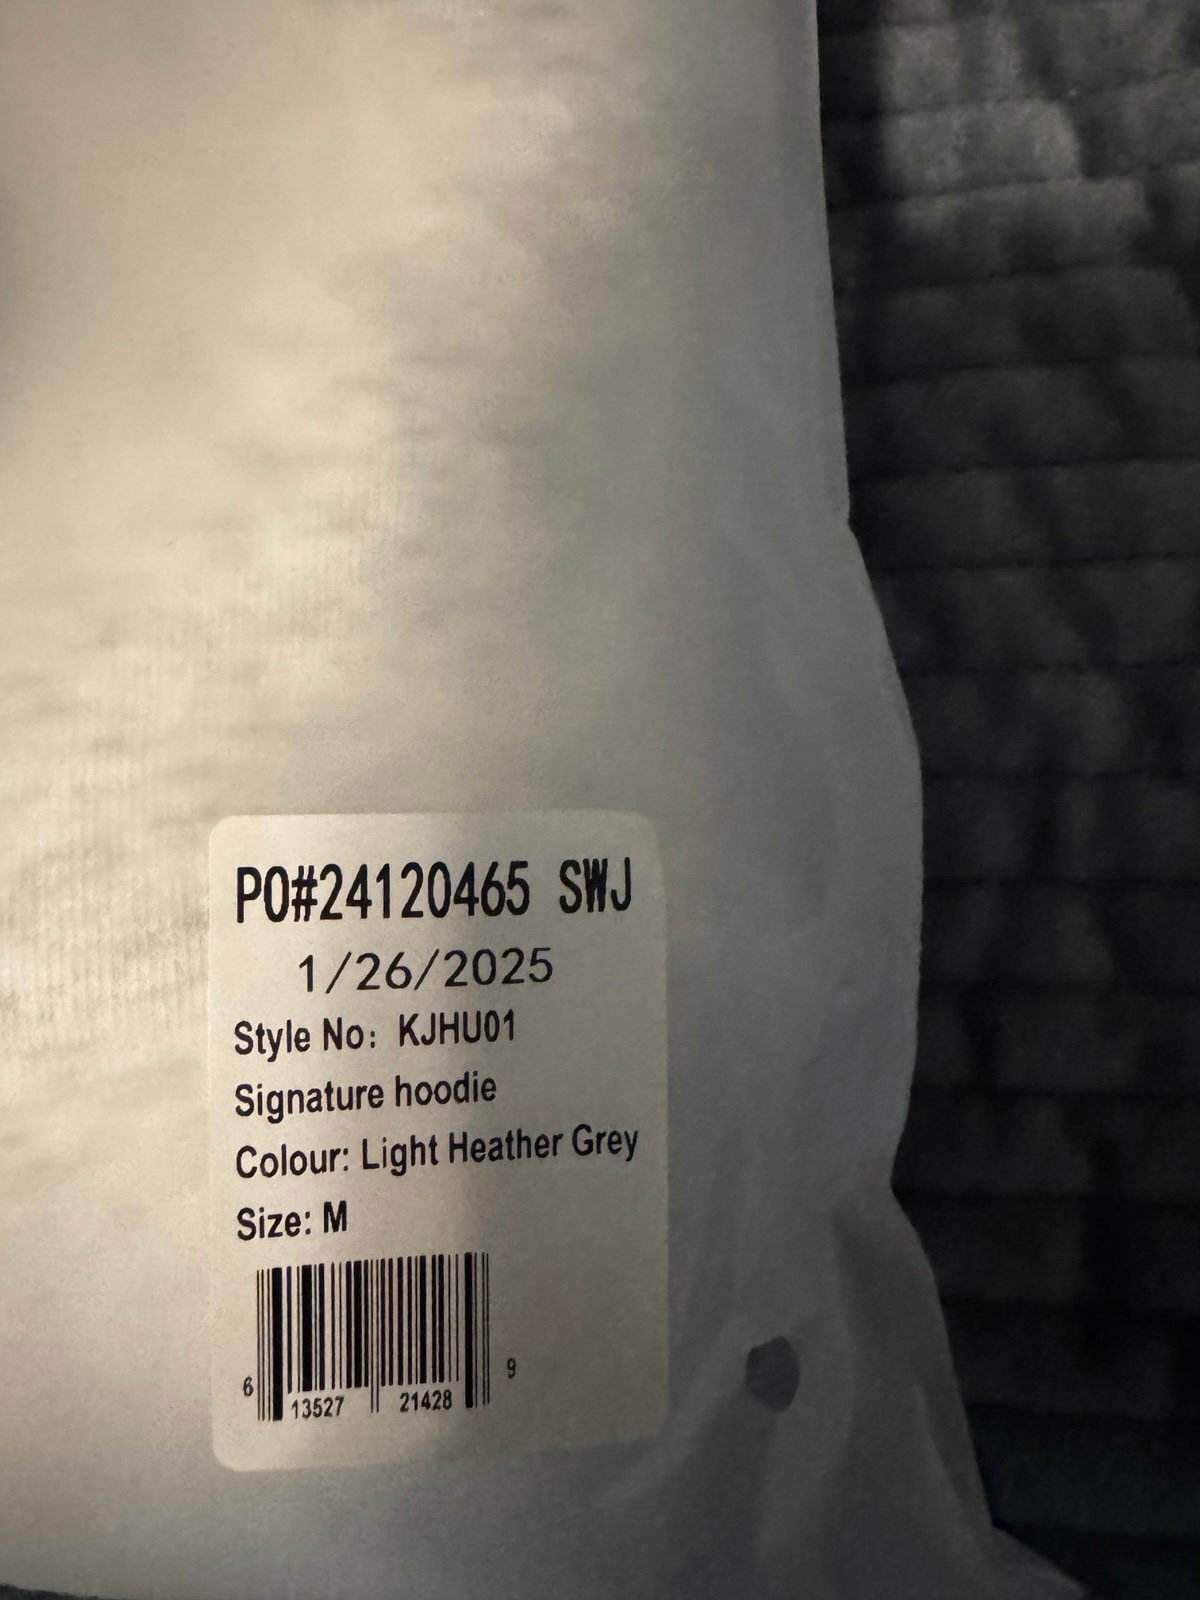 PO#24120465 SWJ
1/26/2025
Style No: KJHU01
Signature hoodie
Colour: Light Heather Grey
Size: M
6 13527 21428 9